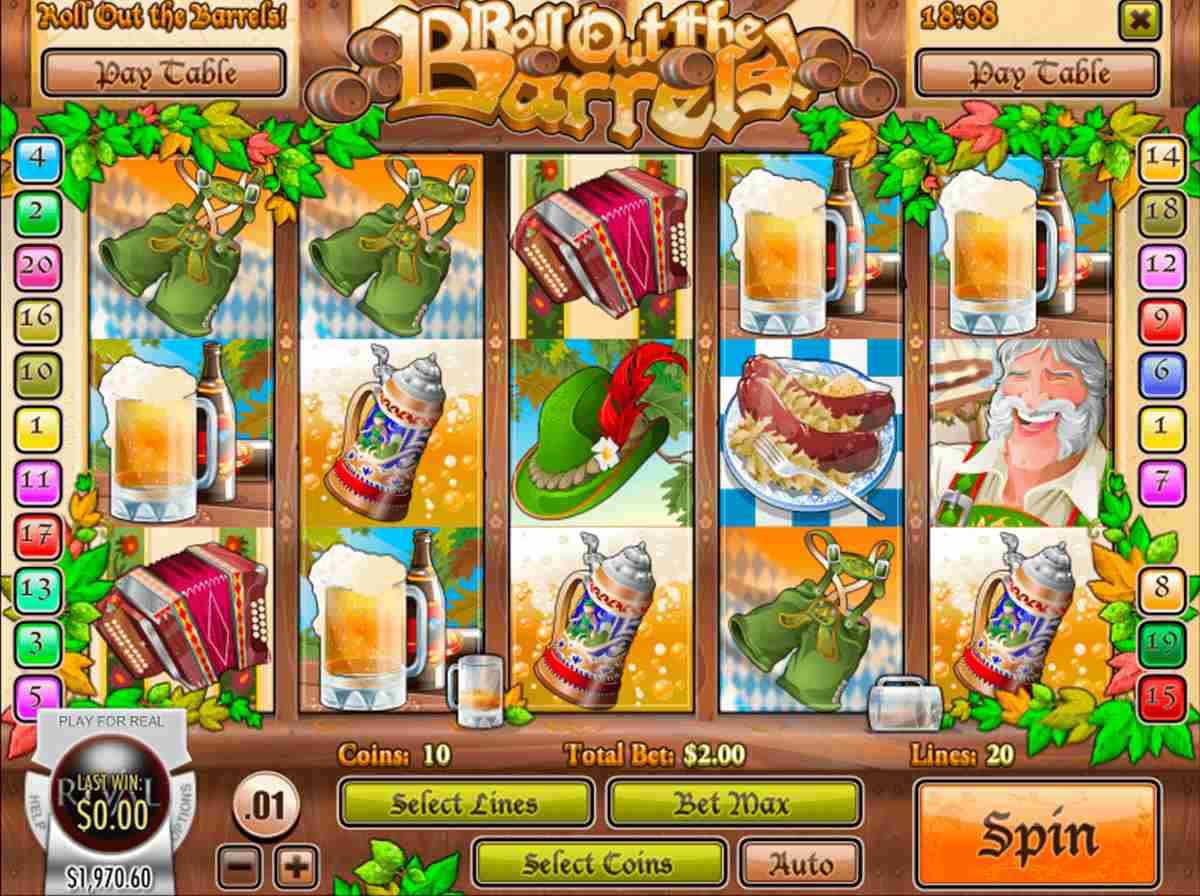 Roll Out the Barrels!
Roll Out the
Barrels
18:08
Pay Table
Pay Table
4
2
20
16
10
1
11
17
13
3
5
14
18
12
9
6
1
7
8
19
15
PLAY FOR REAL
RIVAL
LAST WIN:
$0.00
HELP
OPTIONS
$1,970.60
Coins: 10
Total Bet: $2.00
Lines: 20
.01
Select Lines
Bet Max
Spin
Select Coins
Auto